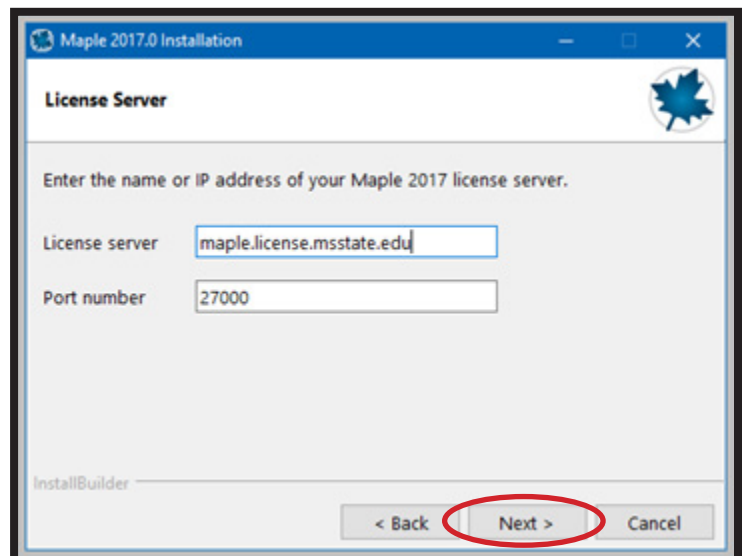 Maple 2017.0 Installation
License Server
Enter the name or IP address of your Maple 2017 license server.
License server maple.license.msstate.edu
Port number 27000
InstallBuilder
< Back Next > Cancel